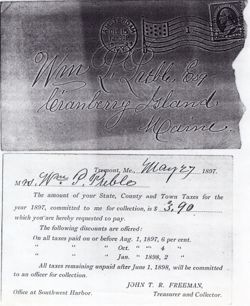 Wm P. Preble, Esq
Cranberry Island
Maine
Tremont, Me. May 27 1897.
M Wm P. Preble
The amount of your State, County and Town Taxes for the
year 1897, committed to me for collection, is $ 3.90
which you are hereby requested to pay.
The following discounts are offered:
On all taxes paid on or before Aug. 1, 1897, 6 per cent.
" " " Oct. " 4 "
" " " Jan. " 1898, 2 "
All taxes remaining unpaid after June 1, 1898, will be committed
to an officer for collection.
JOHN T. R. FREEMAN,
Office at Southwest Harbor. Treasurer and Collector.